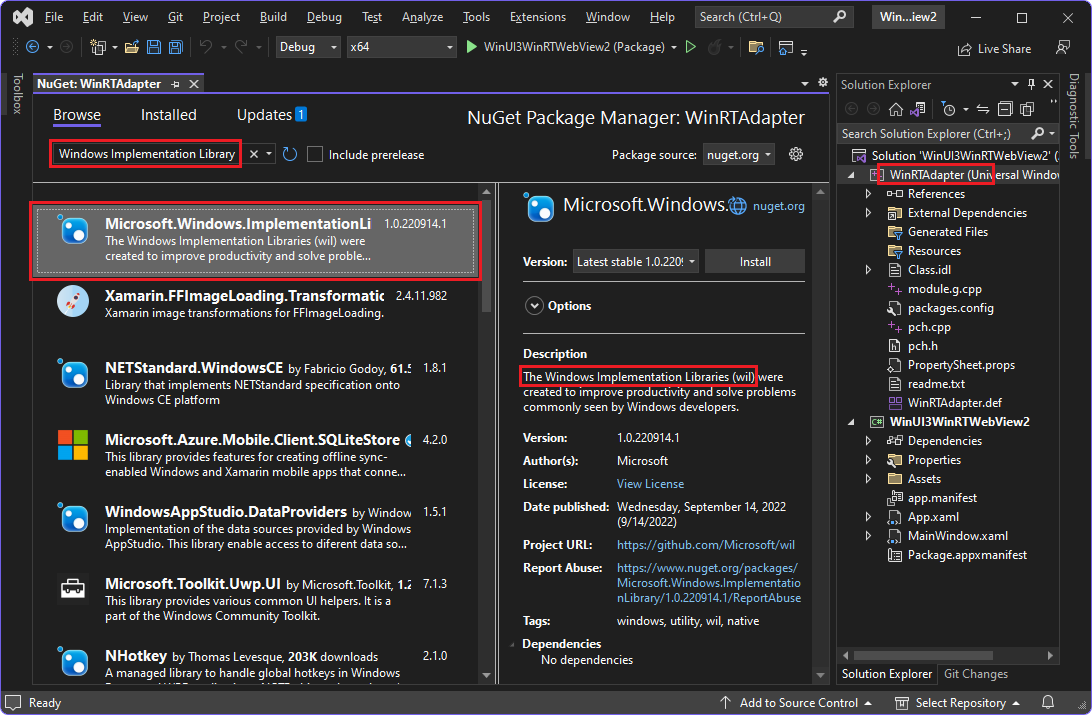 File Edit View Git Project Build Debug Test Analyze Tools Extensions Window Help Search (Ctrl+Q) Win...iew2
Debug x64 WinUI3WinRTWebView2 (Package) Live Share
Toolbox
NuGet: WinRTAdapter
Browse Installed Updates 1
NuGet Package Manager: WinRTAdapter
Windows Implementation Library
Include prerelease
Package source: nuget.org
Microsoft.Windows.ImplementationLi 1.0.220914.1
The Windows Implementation Libraries (wil) were
created to improve productivity and solve proble...
Xamarin.FFImageLoading.Transformatic 2.4.11.982
Xamarin image transformations for FFImageLoading.
NETStandard.WindowsCE by Fabricio Godoy, 61.5 1.8.1
Library that implements NETStandard specification onto
Windows CE platform
Microsoft.Azure.Mobile.Client.SQLiteStore 4.2.0
This library provides features for creating offline sync-
enabled Windows and Xamarin mobile apps that conne...
WindowsAppStudio.DataProviders by Window 1.5.1
Implementation of the data sources provided by Windows
AppStudio. This library enable access to diferent data so...
Microsoft.Toolkit.Uwp.UI by Microsoft.Toolkit, 1.2 7.1.3
This library provides various common UI helpers. It is a
part of the Windows Community Toolkit.
NHotkey by Thomas Levesque, 203K downloads 2.1.0
A managed library to handle global hotkeys in Windows
Microsoft.Windows. nuget.org
Version: Latest stable 1.0.220! Install
Options
Description
The Windows Implementation Libraries (wil) were
created to improve productivity and solve problems
commonly seen by Windows developers.
Version: 1.0.220914.1
Author(s): Microsoft
License: View License
Date published: Wednesday, September 14, 2022
(9/14/2022)
Project URL: https://github.com/Microsoft/wil
Report Abuse: https://www.nuget.org/packages/
Microsoft.Windows.Implementatio
nLibrary/1.0.220914.1/ReportAbuse
Tags: windows, utility, wil, native
Dependencies
No dependencies
Solution Explorer
Search Solution Explorer (Ctrl+;)
Solution 'WinUI3WinRTWebView2' (
WinRTAdapter (Universal Window
References
External Dependencies
Generated Files
Resources
Class.idl
module.g.cpp
packages.config
pch.cpp
pch.h
PropertySheet.props
readme.txt
WinRTAdapter.def
C# WinUI3WinRTWebView2
Dependencies
Properties
Assets
app.manifest
App.xaml
MainWindow.xaml
Package.appxmanifest
Solution Explorer Git Changes
Diagnostic Tools
Ready Add to Source Control Select Repository